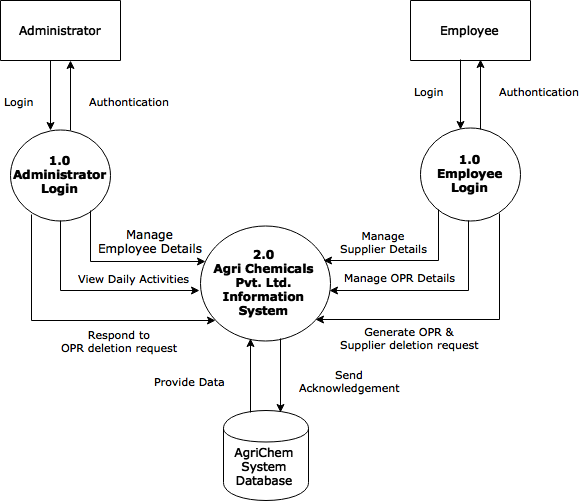 Administrator
Employee
Login
Authontication
Login
Authontication
1.0
Administrator
Login
1.0
Employee
Login
Manage
Employee Details
View Daily Activities
Respond to
OPR deletion request
2.0
Agri Chemicals
Pvt. Ltd.
Information
System
Manage
Supplier Details
Manage OPR Details
Generate OPR &
Supplier deletion request
Provide Data
Send
Acknowledgement
AgriChem
System
Database